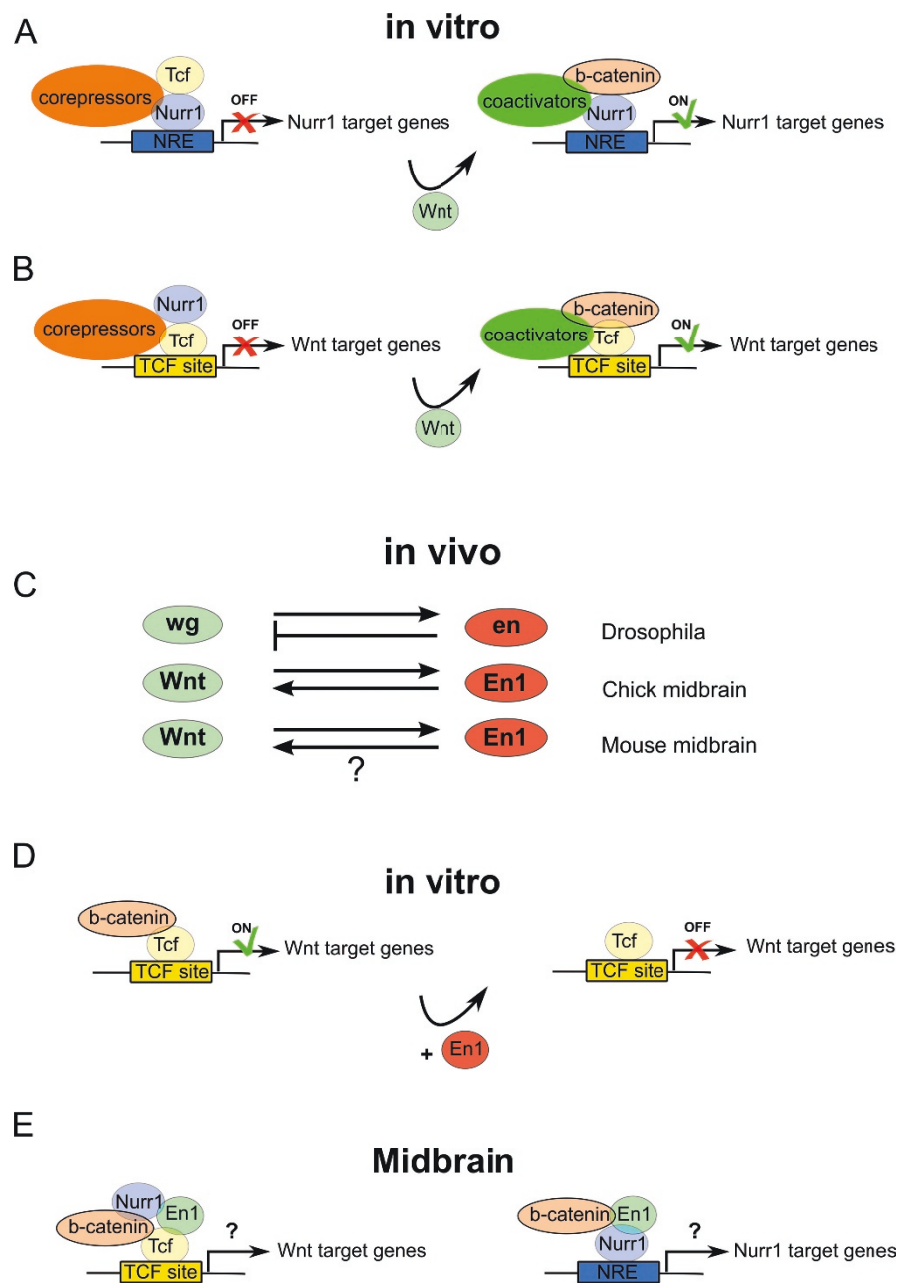 A
in vitro
corepressors
Tcf
Nurr1
NRE
OFF
Nurr1 target genes
Wnt
b-catenin
coactivators
Nurr1
NRE
ON
Nurr1 target genes
B
corepressors
Nurr1
Tcf
TCF site
OFF
Wnt target genes
Wnt
b-catenin
coactivators
Tcf
TCF site
ON
Wnt target genes
in vivo
C
wg
en
Drosophila
Wnt
En1
Chick midbrain
Wnt
En1
Mouse midbrain
?
D
in vitro
b-catenin
Tcf
TCF site
ON
Wnt target genes
+ En1
Tcf
TCF site
OFF
Wnt target genes
E
Midbrain
Nurr1
En1
b-catenin
Tcf
TCF site
?
Wnt target genes
b-catenin
En1
Nurr1
NRE
?
Nurr1 target genes